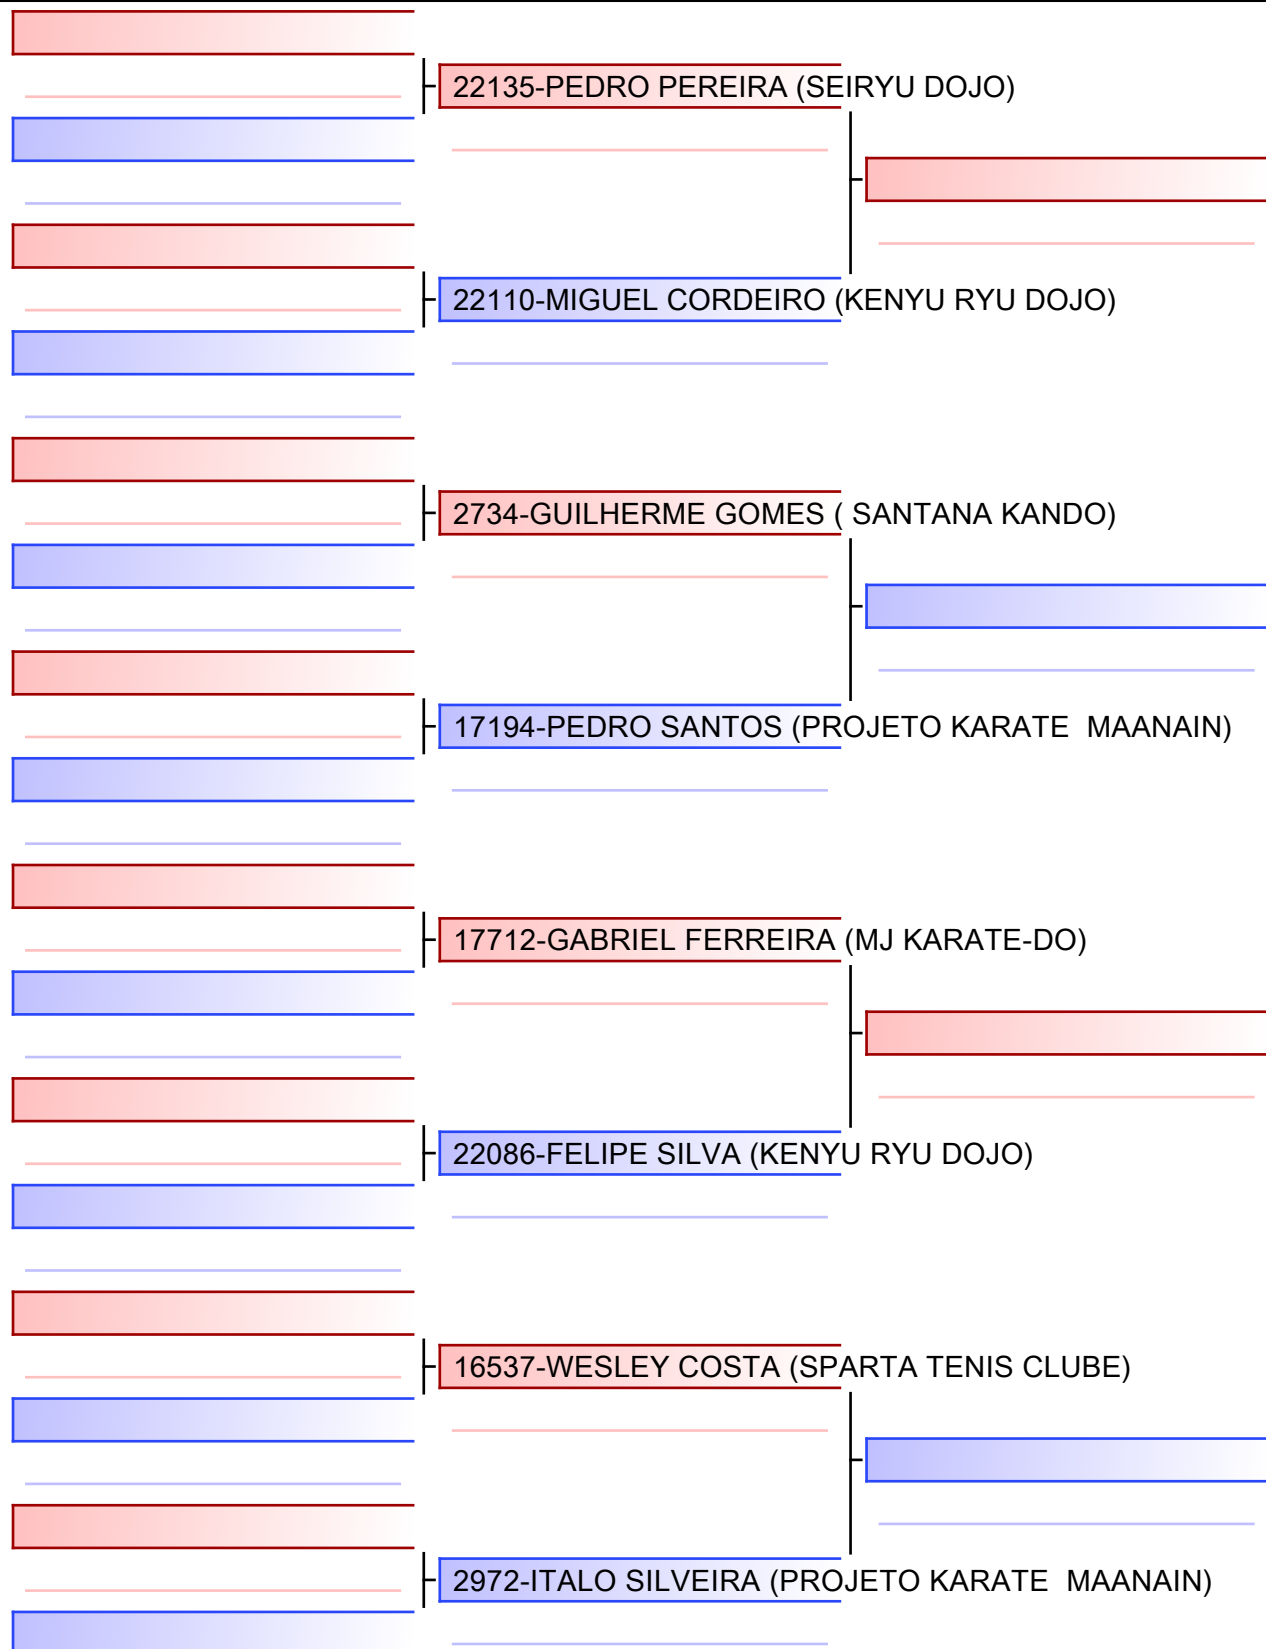 22135-PEDRO PEREIRA (SEIRYU DOJO)
22110-MIGUEL CORDEIRO (KENYU RYU DOJO)
2734-GUILHERME GOMES ( SANTANA KANDO)
17194-PEDRO SANTOS (PROJETO KARATE  MAANAIN)
17712-GABRIEL FERREIRA (MJ KARATE-DO)
22086-FELIPE SILVA (KENYU RYU DOJO)
16537-WESLEY COSTA (SPARTA TENIS CLUBE)
2972-ITALO SILVEIRA (PROJETO KARATE  MAANAIN)